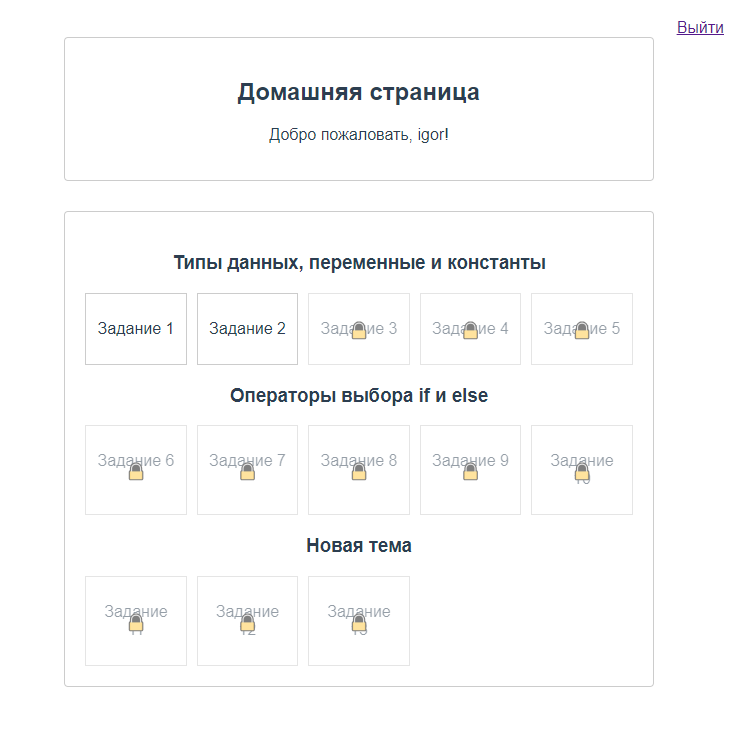 Выйти
Домашняя страница
Добро пожаловать, igor!
Типы данных, переменные и константы
Задание 1
Задание 2
Задание 3
Задание 4
Задание 5
Операторы выбора if и else
Задание 6
Задание 7
Задание 8
Задание 9
Задание
10
Новая тема
Задание
11
Задание
12
Задание
13